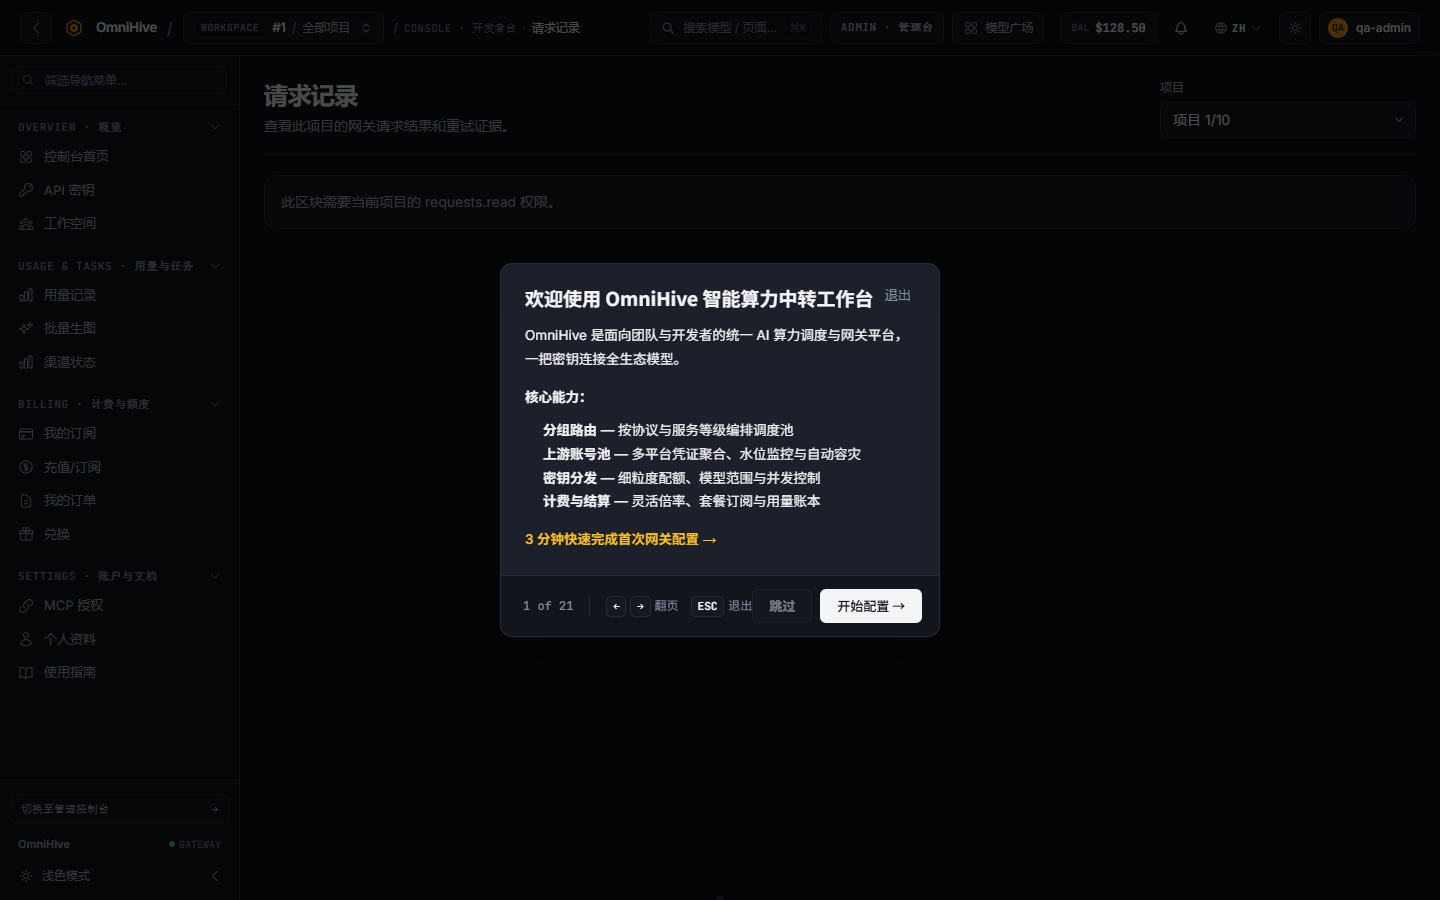 OmniHive /
WORKSPACE #1 / 全部项目
/ CONSOLE · 开发者台 · 请求记录
搜索模型 / 页面... ⌘K
ADMIN · 管理台
模型广场
BAL $128.50
ZH
QA qa-admin
筛选导航菜单...
OVERVIEW · 概览
控制台首页
API 密钥
工作空间
USAGE & TASKS · 用量与任务
用量记录
批量生图
渠道状态
BILLING · 计费与额度
我的订阅
充值/订阅
我的订单
兑换
SETTINGS · 账户与文档
MCP 授权
个人资料
使用指南
切换至管理控制台 →
OmniHive GATEWAY
浅色模式
请求记录
查看此项目的网关请求结果和重试证据。
项目
项目 1/10
此区块需要当前项目的 requests.read 权限。
欢迎使用 OmniHive 智能算力中转工作台 退出
OmniHive 是面向团队与开发者的统一 AI 算力调度与网关平台，
一把密钥连接全生态模型。
核心能力：
分组路由 — 按协议与服务等级编排调度池
上游账号池 — 多平台凭证聚合、水位监控与自动容灾
密钥分发 — 细粒度配额、模型范围与并发控制
计费与结算 — 灵活倍率、套餐订阅与用量账本
3 分钟快速完成首次网关配置 →
1 of 21 ← → 翻页 ESC 退出 跳过 开始配置 →